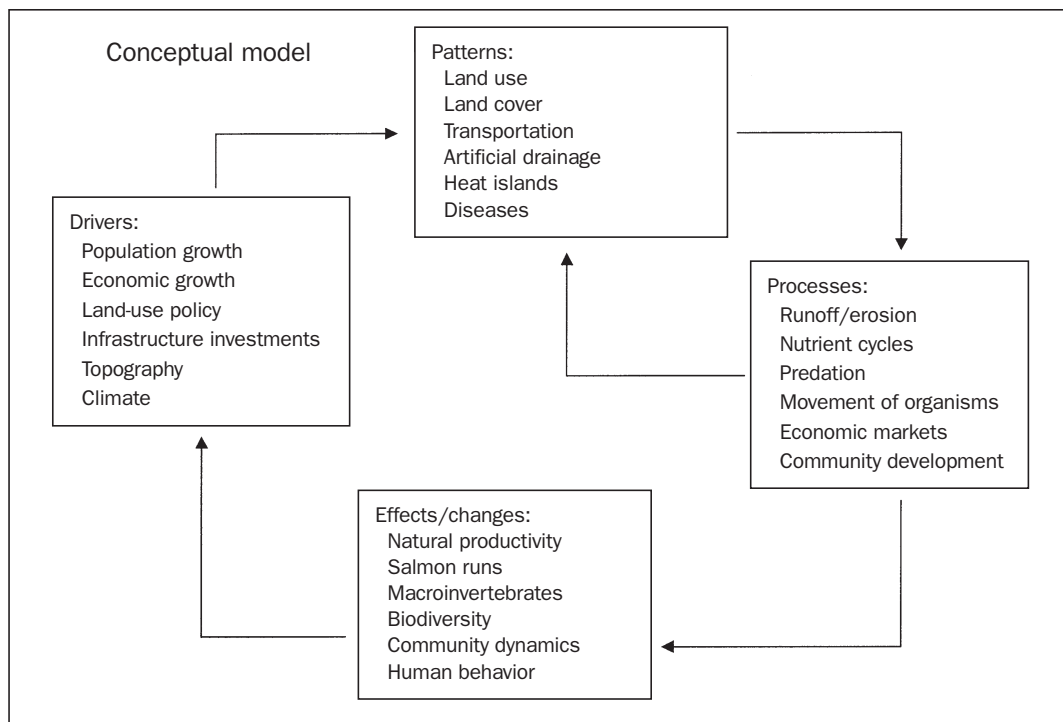 Conceptual model
Patterns:
Land use
Land cover
Transportation
Artificial drainage
Heat islands
Diseases
Drivers:
Population growth
Economic growth
Land-use policy
Infrastructure investments
Topography
Climate
Processes:
Runoff/erosion
Nutrient cycles
Predation
Movement of organisms
Economic markets
Community development
Effects/changes:
Natural productivity
Salmon runs
Macroinvertebrates
Biodiversity
Community dynamics
Human behavior